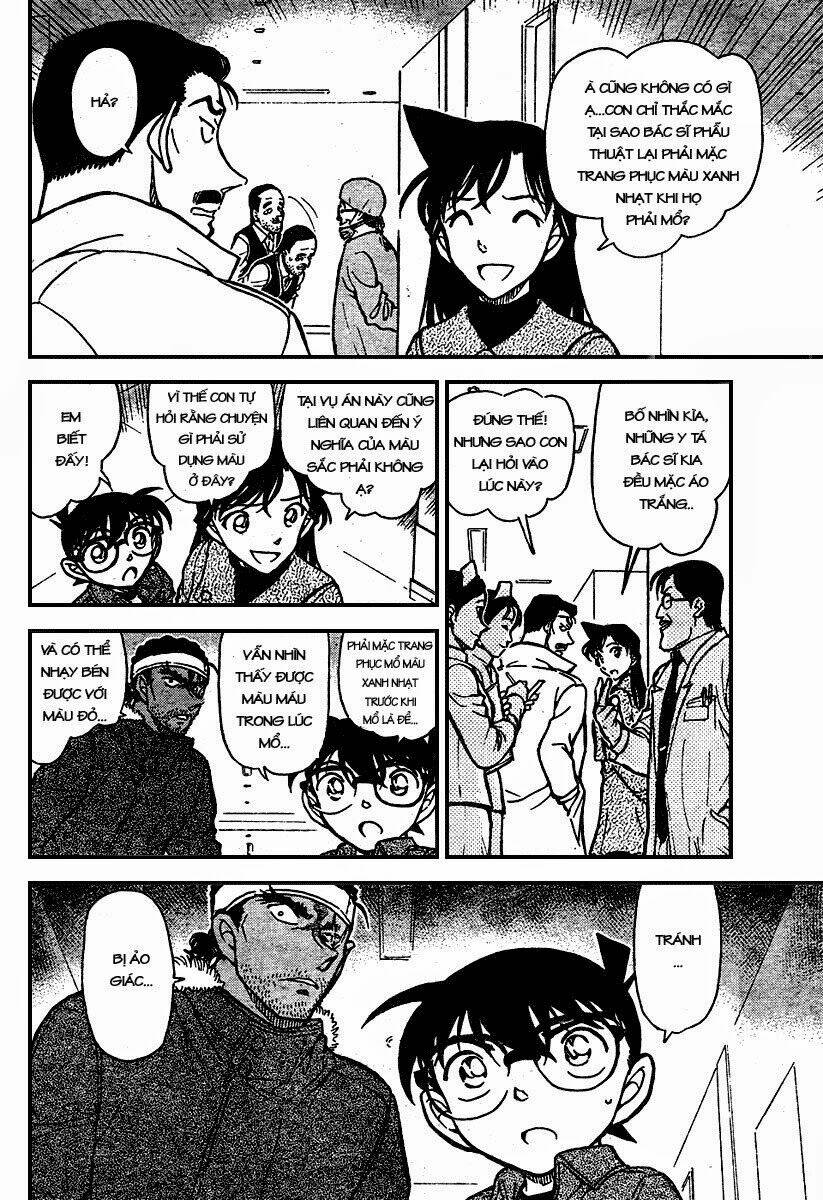 À CŨNG KHÔNG CÓ GÌ
Ạ...CON CHỈ THẮC MẮC
TẠI SAO BÁC SĨ PHẪU
THUẬT LẠI PHẢI MẶC
TRANG PHỤC MÀU XANH
NHẠT KHI HỌ
PHẢI MỔ?
HẢ?
BỐ NHÌN KÌA,
NHỮNG Y TÁ
BÁC SĨ KIA
ĐỀU MẶC ÁO
TRẮNG..
ĐÚNG THẾ!
NHƯNG SAO CON
LẠI HỎI VÀO
LÚC NÀY?
TẠI VỤ ÁN NÀY CŨNG
LIÊN QUAN ĐẾN Ý
NGHĨA CỦA MÀU
SẮC PHẢI KHÔNG
Ạ?
VÌ THẾ CON TỰ
HỎI RẰNG CHUYỆN
GÌ PHẢI SỬ
DỤNG MÀU
Ở ĐÂY?
EM
BIẾT
ĐẤY!
PHẢI MẶC TRANG
PHỤC MỔ MÀU
XANH NHẠT
TRƯỚC KHI
MỔ LÀ ĐỂ...
VẪN NHÌN
THẤY ĐƯỢC
MÀU MÁU
TRONG LÚC
MỔ...
VÀ CÓ THỂ
NHẠY BÉN
ĐƯỢC VỚI
MÀU ĐỎ...
TRÁNH
...
BỊ ẢO
GIÁC...